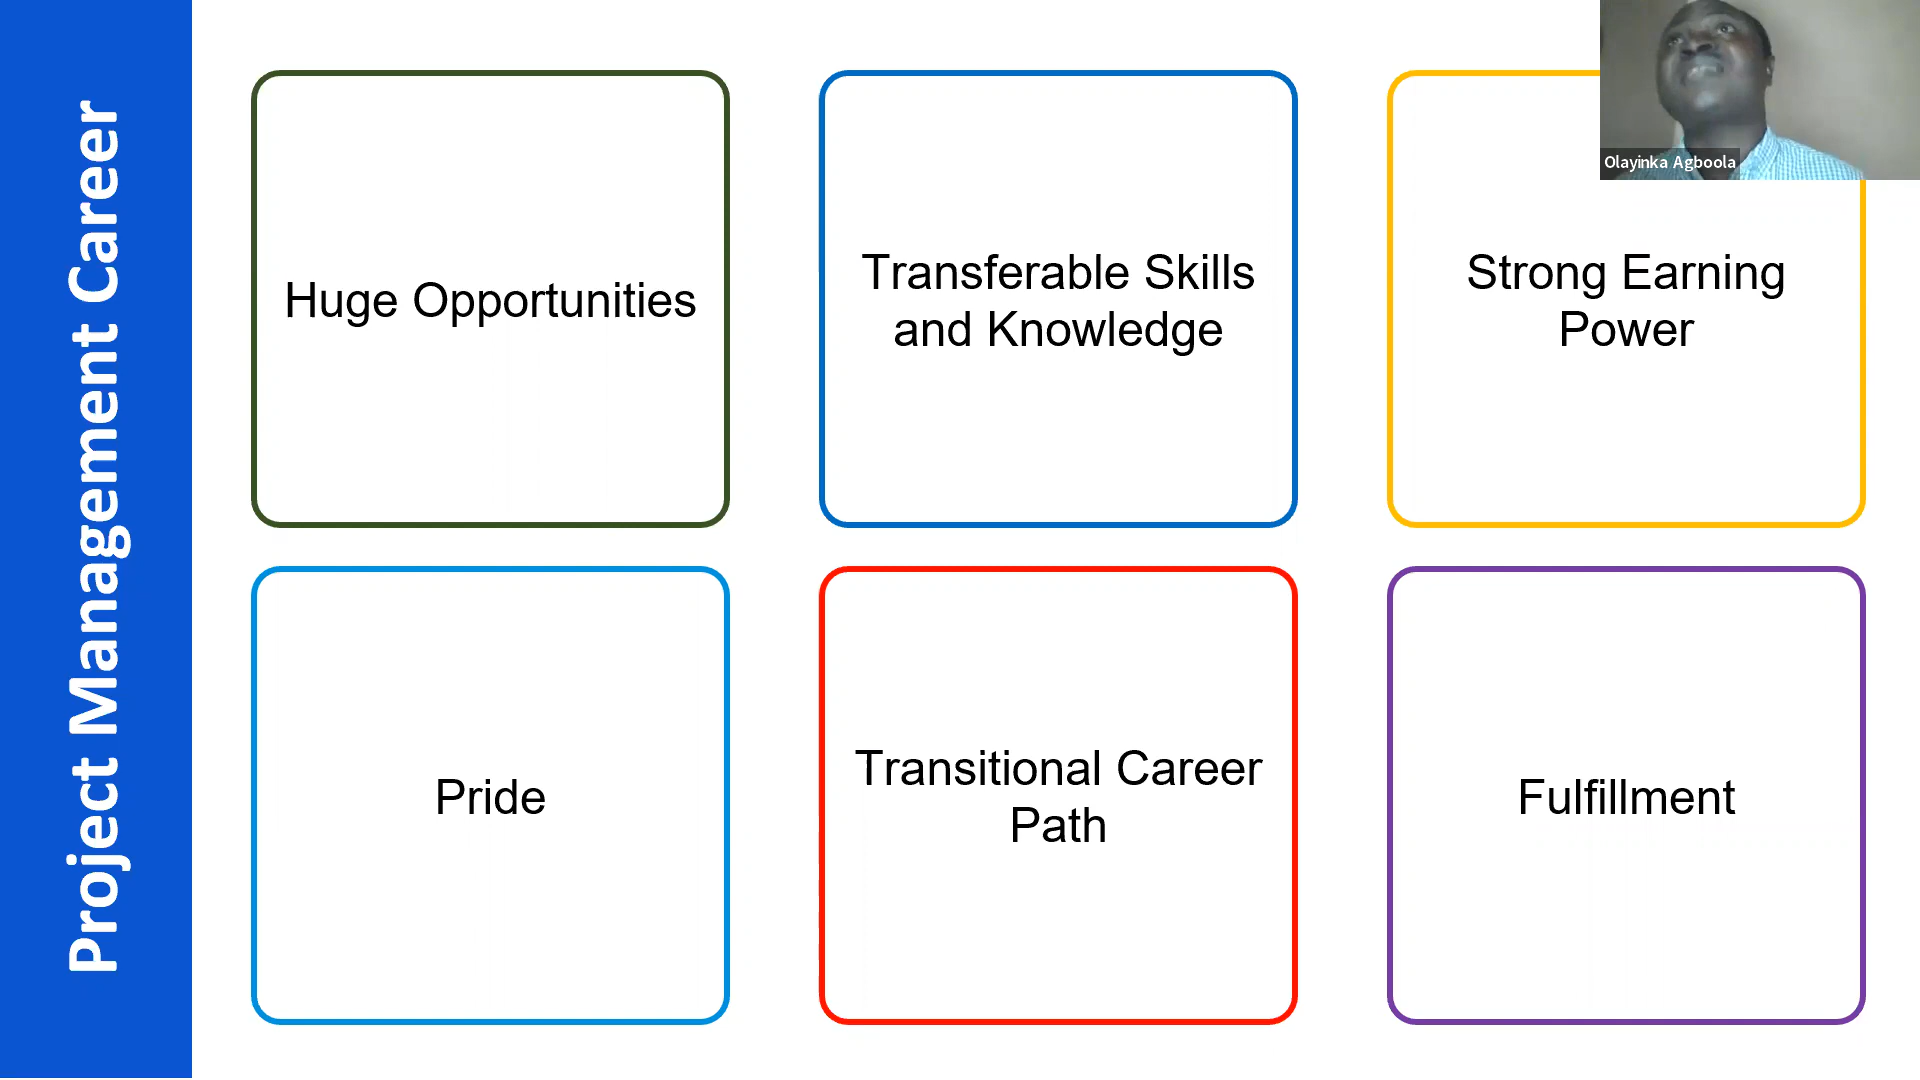 Project Management Career
Huge Opportunities
Transferable Skills
and Knowledge
Strong Earning
Power
Olayinka Agboola
Pride
Transitional Career
Path
Fulfillment